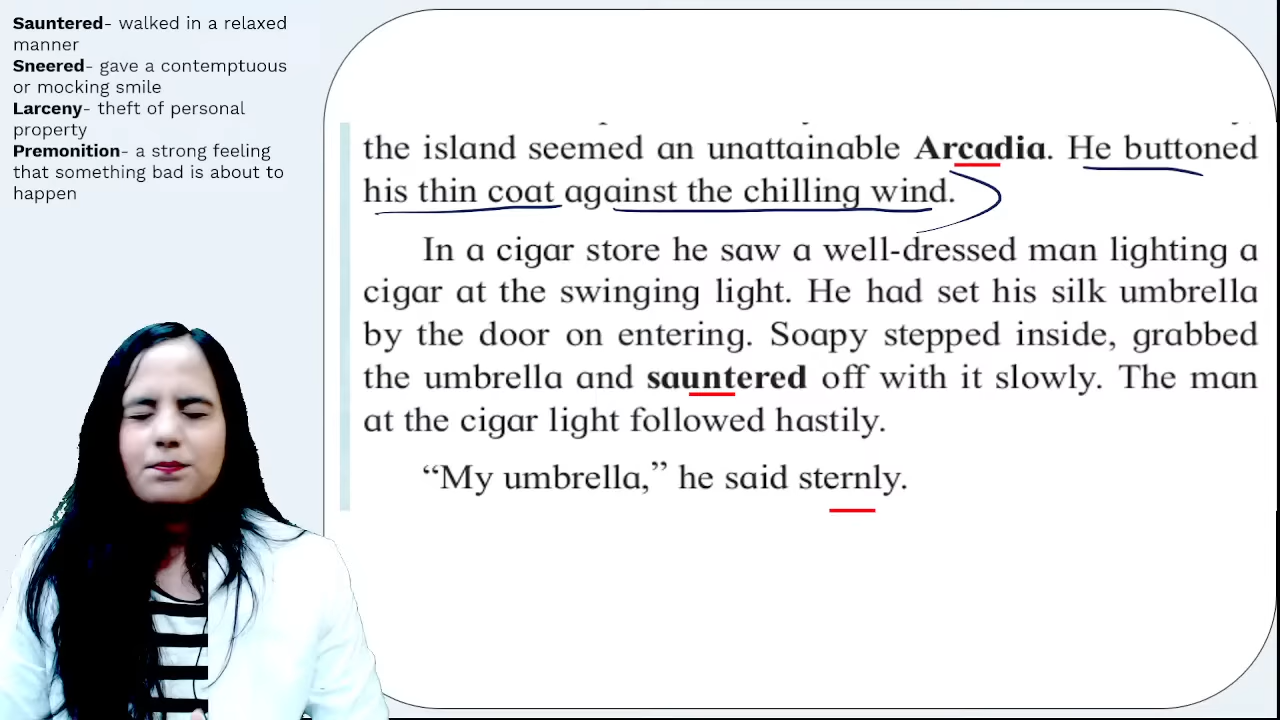 Sauntered- walked in a relaxed
manner
Sneered- gave a contemptuous
or mocking smile
Larceny- theft of personal
property
Premonition- a strong feeling
that something bad is about to
happen
the island seemed an unattainable Arcadia. He buttoned
his thin coat against the chilling wind.
In a cigar store he saw a well-dressed man lighting a
cigar at the swinging light. He had set his silk umbrella
by the door on entering. Soapy stepped inside, grabbed
the umbrella and sauntered off with it slowly. The man
at the cigar light followed hastily.
“My umbrella,” he said sternly.